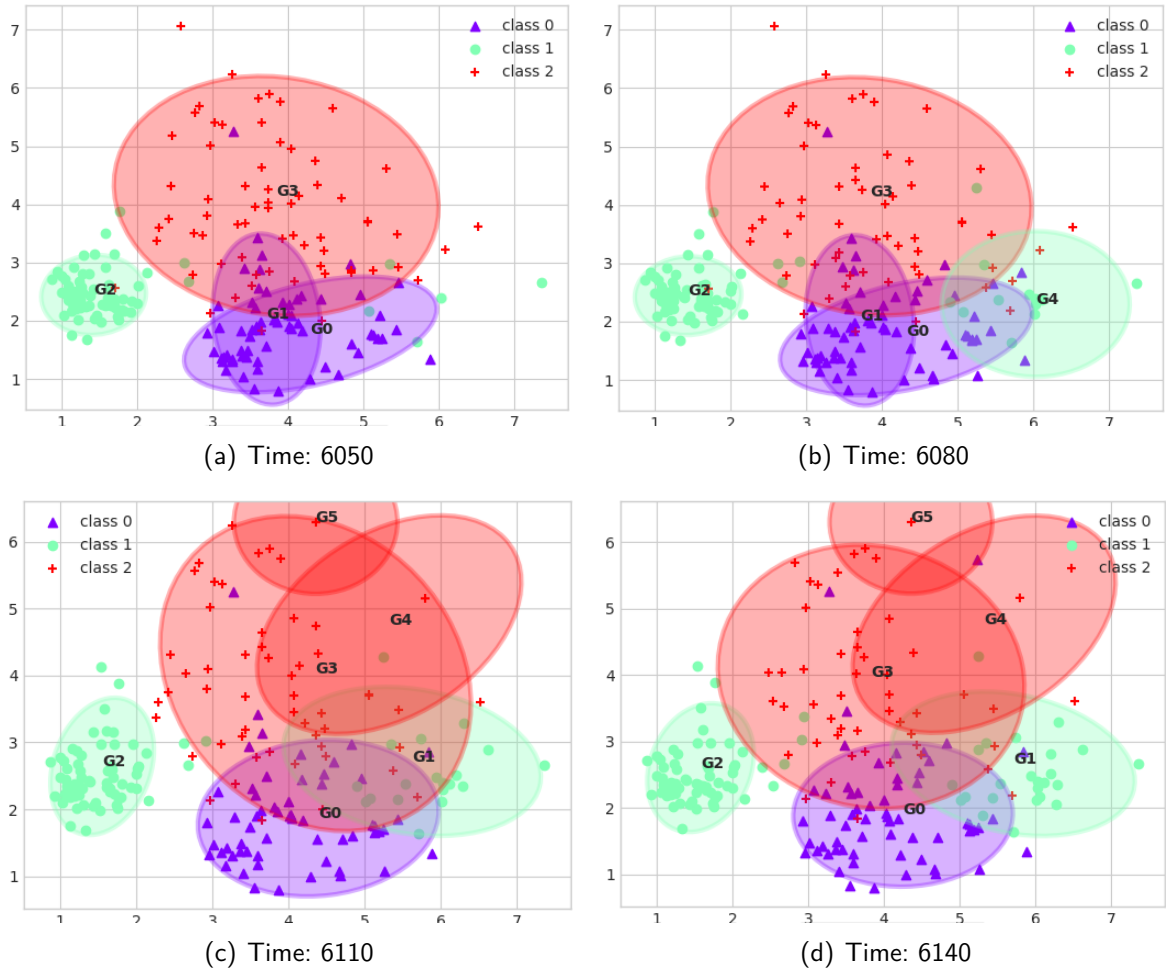 class 0
class 1
class 2
7
6
5
4
3
2
1
G3
G2
G1
G0
1 2 3 4 5 6 7
(a) Time: 6050
class 0
class 1
class 2
7
6
5
4
3
2
1
G3
G2
G4
G1
G0
1 2 3 4 5 6 7
(b) Time: 6080
class 0
class 1
class 2
6
5
4
3
2
1
G5
G4
G3
G2
G1
G0
1 2 3 4 5 6 7
(c) Time: 6110
class 0
class 1
class 2
6
5
4
3
2
1
G5
G4
G3
G1
G2
G0
1 2 3 4 5 6 7
(d) Time: 6140